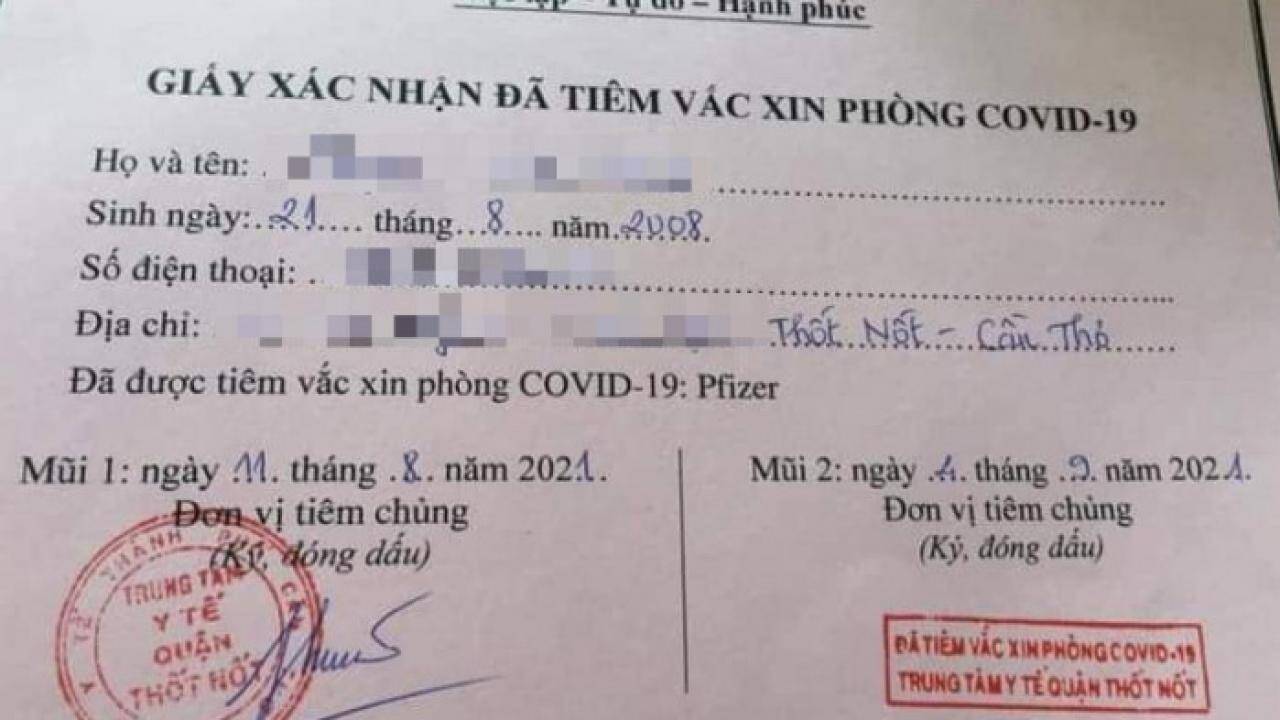 Tự do – Hạnh phúc
GIẤY XÁC NHẬN ĐÃ TIÊM VẮC XIN PHÒNG COVID-19
Họ và tên:
Sinh ngày: 21 tháng 8 năm 2008.
Số điện thoại:
Địa chỉ: Thốt Nốt – Cần Thơ
Đã được tiêm vắc xin phòng COVID-19: Pfizer
Mũi 1: ngày 11. tháng .8. năm 2021.
Đơn vị tiêm chủng
(Ký, đóng dấu)
TRUNG TÂM
Y TẾ
QUẬN
THỐT NỐT
Mũi 2: ngày .4. tháng .9. năm 2021.
Đơn vị tiêm chủng
(Ký, đóng dấu)
ĐÃ TIÊM VẮC XIN PHÒNG COVID-19
TRUNG TÂM Y TẾ QUẬN THỐT NỐT